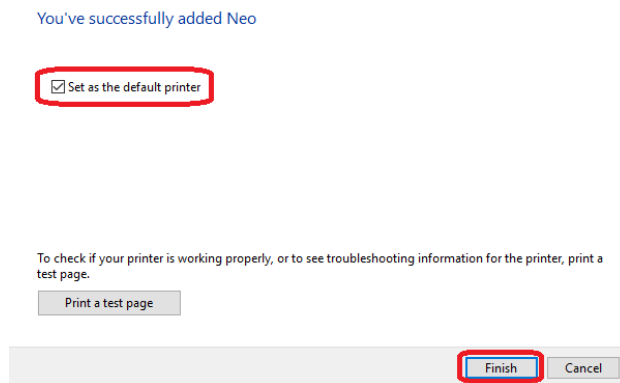 You've successfully added Neo
Set as the default printer
To check if your printer is working properly, or to see troubleshooting information for the printer, print a
test page.
Print a test page
Finish
Cancel